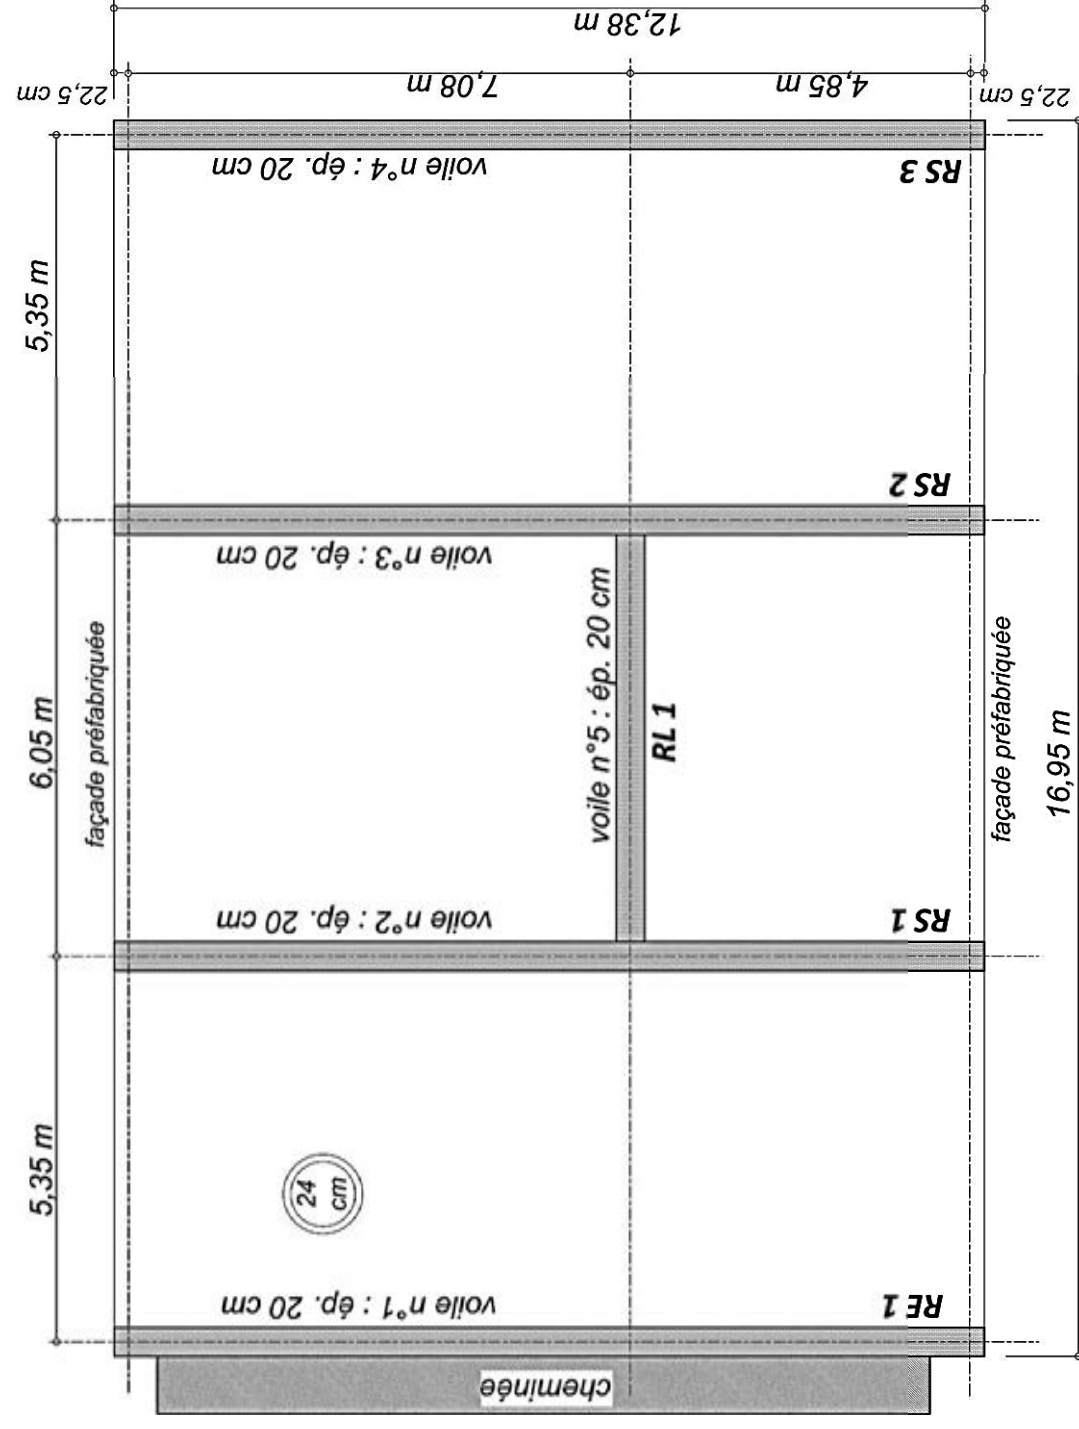 12,38 m
22,5 cm
7,08 m
4,85 m
22,5 cm
voile n°4 : ép. 20 cm
RS 3
5,35 m
RS 2
voile n°3 : ép. 20 cm
façade préfabriquée
6,05 m
voile n°5 : ép. 20 cm
RL 1
façade préfabriquée
16,95 m
voile n°2 : ép. 20 cm
RS 1
5,35 m
24
cm
voile n°1 : ép. 20 cm
RE 1
cheminée